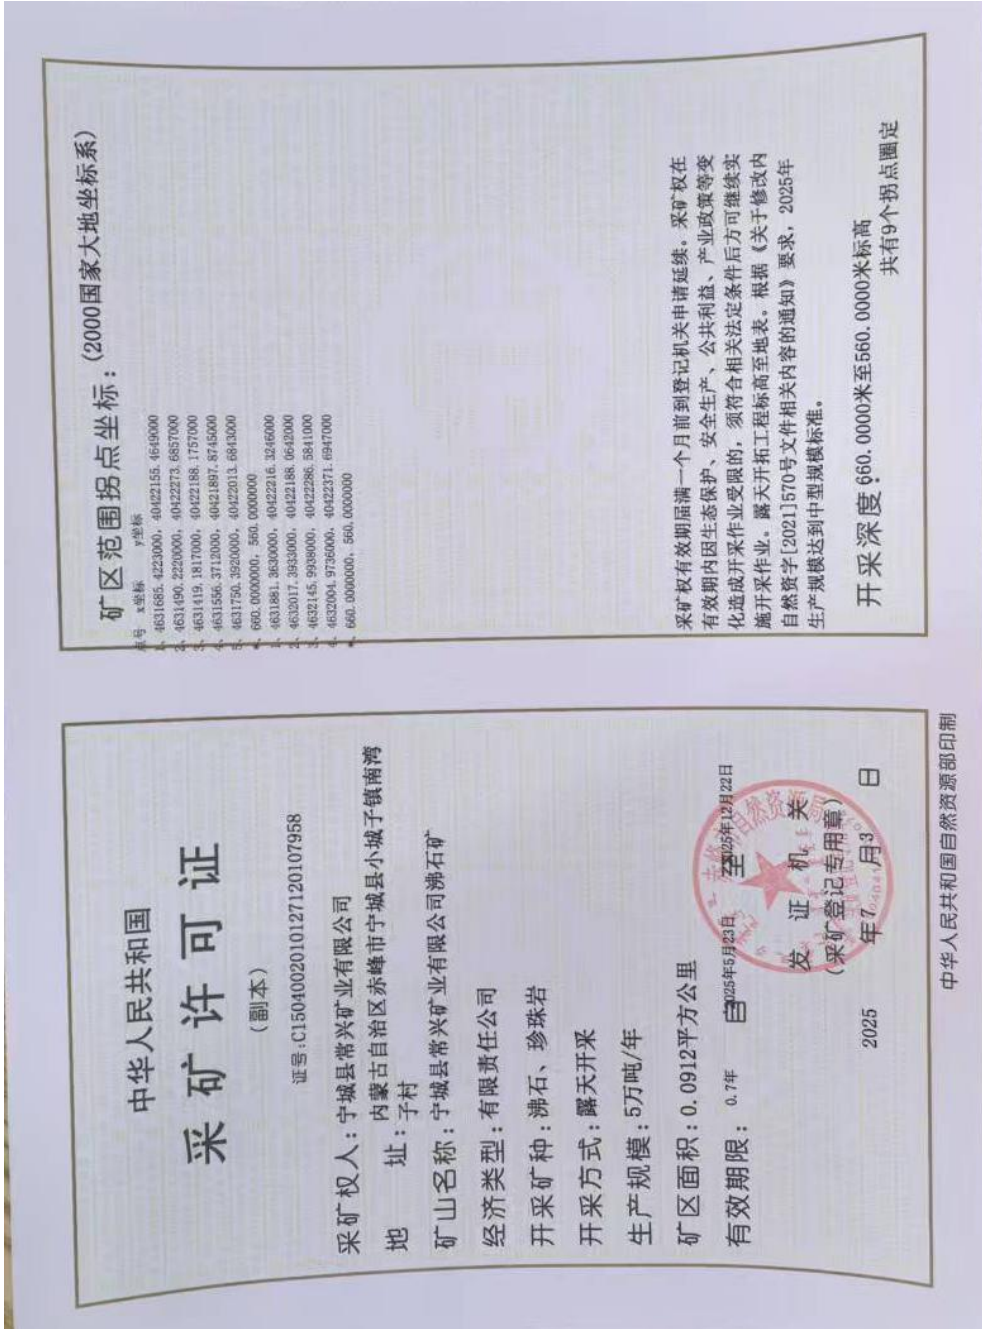 中华人民共和国
采矿许可证
(副本)
证号:C1504002010127120107958
采矿权人:宁城县常兴矿业有限公司
地 址:内蒙古自治区赤峰市宁城县小城子镇南湾
子村
矿山名称:宁城县常兴矿业有限公司沸石矿
经济类型:有限责任公司
开采矿种:沸石、珍珠岩
开采方式:露天开采
生产规模:5万吨/年
矿区面积:0.0912平方公里
有效期限: 0.7年 自2025年5月23日 至2025年12月22日
发 证 机 关
(采矿登记专用章)
2025 年7 月3 日
中华人民共和国自然资源部印制
矿区范围拐点坐标:(2000国家大地坐标系)
点号 x坐标 y坐标
1、4631685.4223000, 40422155.4649000
2、4631490.2220000, 40422273.6857000
3、4631419.1817000, 40422188.1757000
4、4631556.3712000, 40421897.8745000
5、4631750.3920000, 40422013.6843000
*、660.0000000, 560.0000000
1、4631881.3630000, 40422216.3246000
2、4632017.3933000, 40422188.0642000
3、4632145.9938000, 40422286.5841000
4、4632004.9736000, 40422371.6947000
*、660.0000000, 560.0000000
采矿权有效期届满一个月前到登记机关申请延续。采矿权在
有效期内因生态保护、安全生产、公共利益、产业政策等变
化造成开采作业受限的,须符合相关法定条件后方可继续实
施开采作业。露天开拓工程标高至地表。根据《关于修改内
自然资字[2021]570号文件相关内容的通知》要求,2025年
生产规模达到中型规模标准。
开采深度:660.0000米至560.0000米标高
共有9个拐点圈定